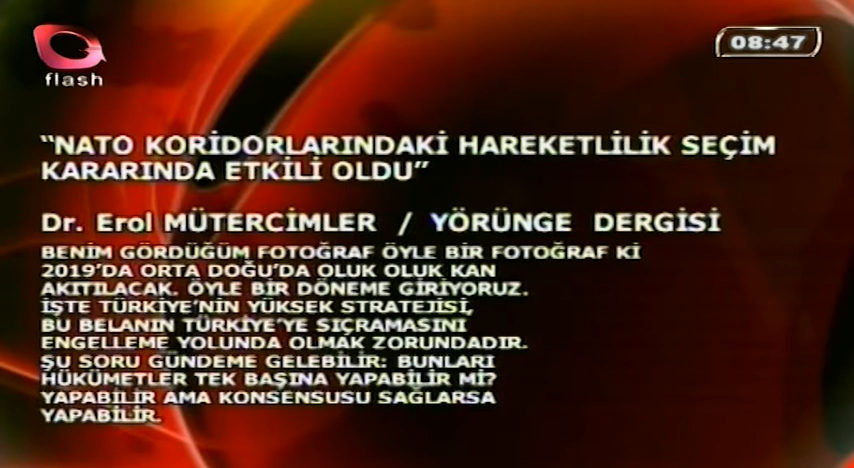 flash
08:47
“NATO KORİDORLARINDAKİ HAREKETLİLİK SEÇİM
KARARINDA ETKİLİ OLDU”
Dr. Erol MÜTERCİMLER / YÖRÜNGE DERGİSİ
BENİM GÖRDÜĞÜM FOTOĞRAF ÖYLE BİR FOTOĞRAF Kİ
2019’DA ORTA DOĞU’DA OLUK OLUK KAN
AKITILACAK. ÖYLE BİR DÖNEME GİRİYORUZ.
İŞTE TÜRKİYE’NİN YÜKSEK STRATEJİSİ,
BU BELANIN TÜRKİYE’YE SIÇRAMASINI
ENGELLEME YOLUNDA OLMAK ZORUNDADIR.
ŞU SORU GÜNDEME GELEBİLİR: BUNLARI
HÜKÜMETLER TEK BAŞINA YAPABİLİR Mİ?
YAPABİLİR AMA KONSENSUSU SAĞLARSA
YAPABİLİR.